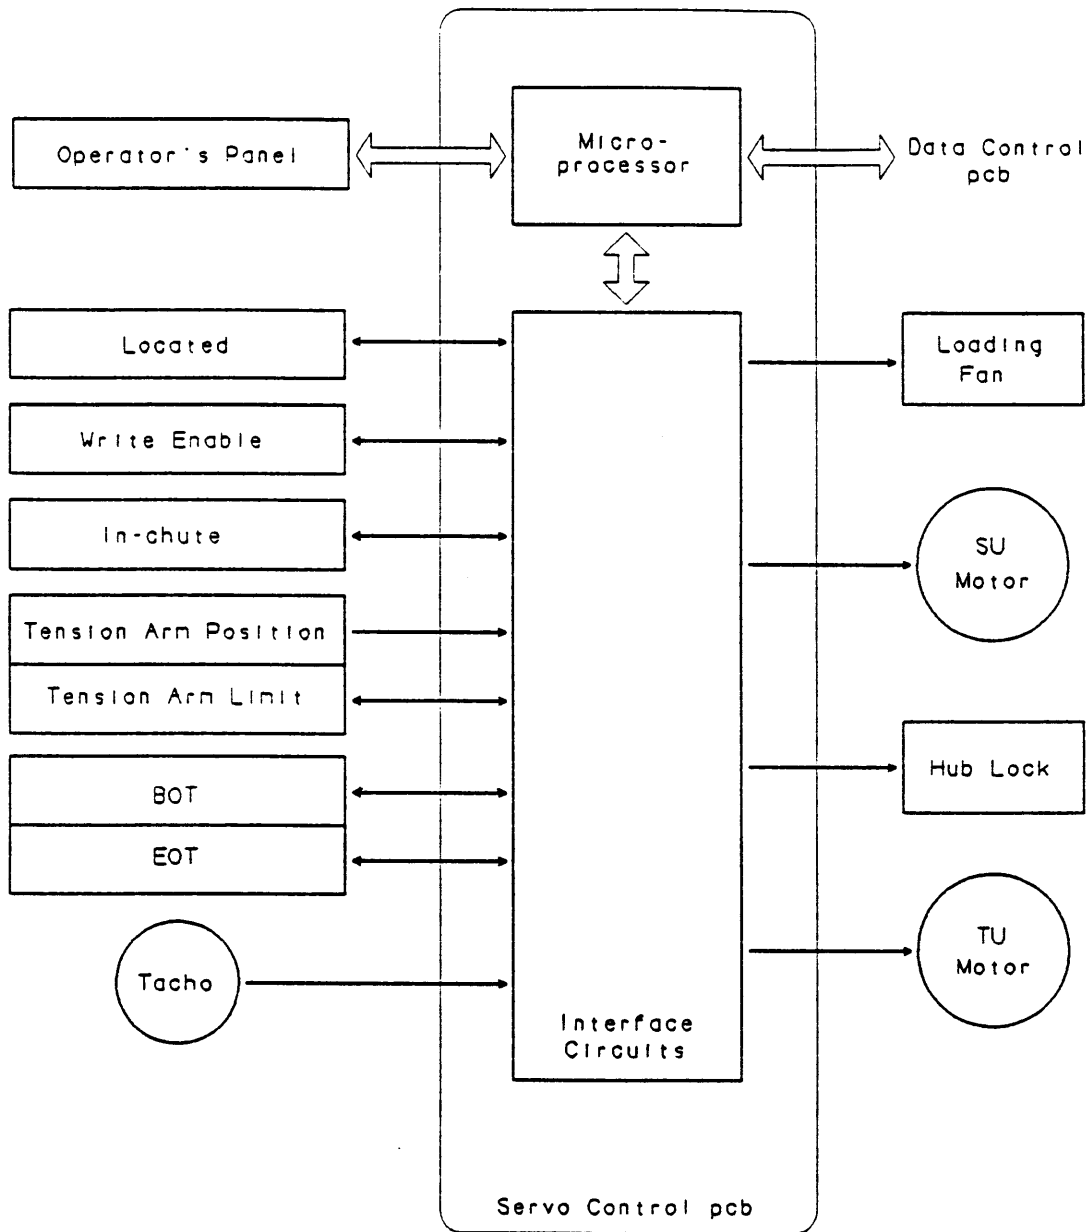 Operator's Panel
Micro-
processor
Data Control
pcb
Located
Loading
Fan
Write Enable
In-chute
SU
Motor
Tension Arm Position
Tension Arm Limit
BOT
Hub Lock
EOT
Tacho
TU
Motor
Interface
Circuits
Servo Control pcb